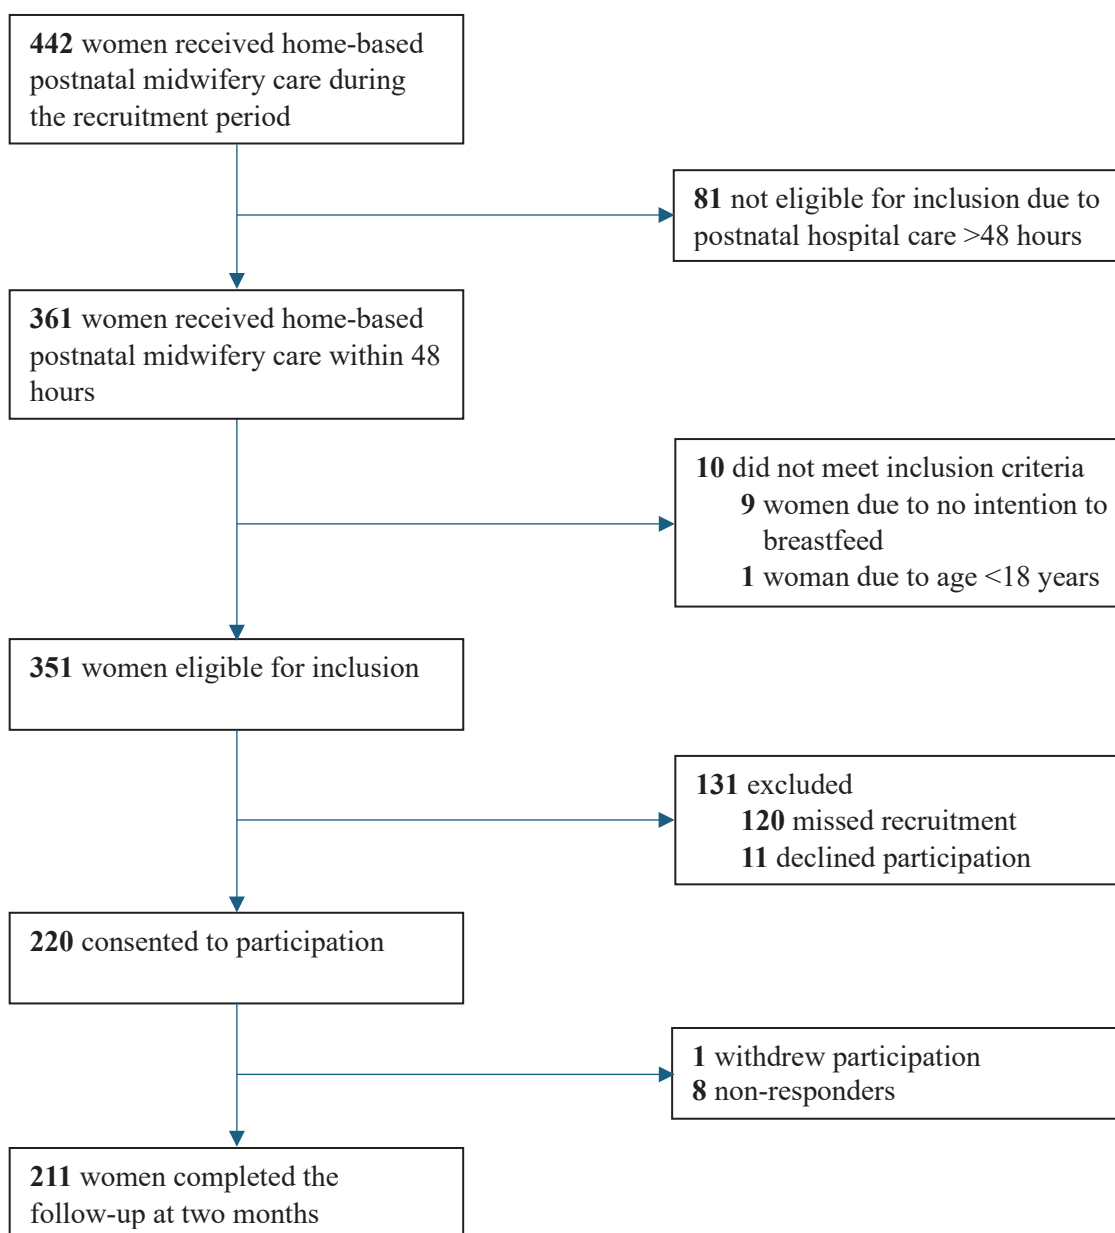 442 women received home-based
postnatal midwifery care during
the recruitment period
81 not eligible for inclusion due to
postnatal hospital care >48 hours
361 women received home-based
postnatal midwifery care within 48
hours
10 did not meet inclusion criteria
9 women due to no intention to
breastfeed
1 woman due to age <18 years
351 women eligible for inclusion
131 excluded
120 missed recruitment
11 declined participation
220 consented to participation
1 withdrew participation
8 non-responders
211 women completed the
follow-up at two months